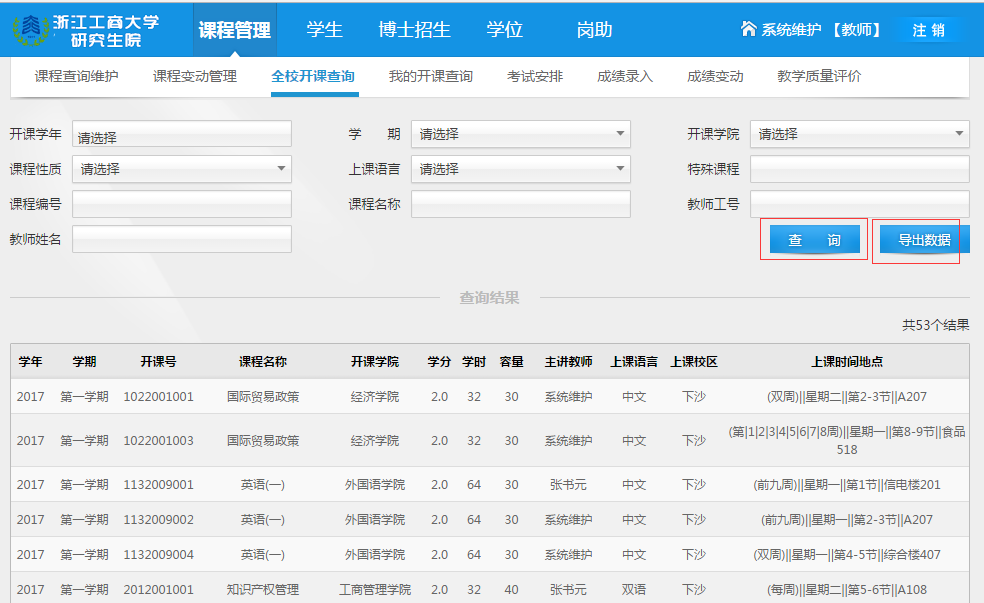 浙江工商大学
研究生院
课程管理 学生 博士招生 学位 岗助 系统维护 【教师】 注 销
课程查询维护 课程变动管理 全校开课查询 我的开课查询 考试安排 成绩录入 成绩变动 教学质量评价
开课学年 请选择 学 期 请选择 开课学院 请选择
课程性质 请选择 上课语言 请选择 特殊课程
课程编号 课程名称 教师工号
教师姓名 查 询 导出数据
查询结果
共53个结果
学年 学期 开课号 课程名称 开课学院 学分 学时 容量 主讲教师 上课语言 上课校区 上课时间地点
2017 第一学期 1022001001 国际贸易政策 经济学院 2.0 32 30 系统维护 中文 下沙 (双周)||星期二||第2-3节||A207
2017 第一学期 1022001003 国际贸易政策 经济学院 2.0 32 30 系统维护 中文 下沙 (第|1|2|3|4|5|6|7|8周)||星期一||第8-9节||食品
518
2017 第一学期 1132009001 英语(一) 外国语学院 2.0 64 30 张书元 中文 下沙 (前九周)||星期一||第1节||信电楼201
2017 第一学期 1132009002 英语(一) 外国语学院 2.0 64 30 系统维护 中文 下沙 (前九周)||星期一||第2-3节||A207
2017 第一学期 1132009004 英语(一) 外国语学院 2.0 64 30 系统维护 中文 下沙 (双周)||星期一||第4-5节||综合楼407
2017 第一学期 2012001001 知识产权管理 工商管理学院 2.0 32 40 张书元 双语 下沙 (每周)||星期二||第5-6节||A108